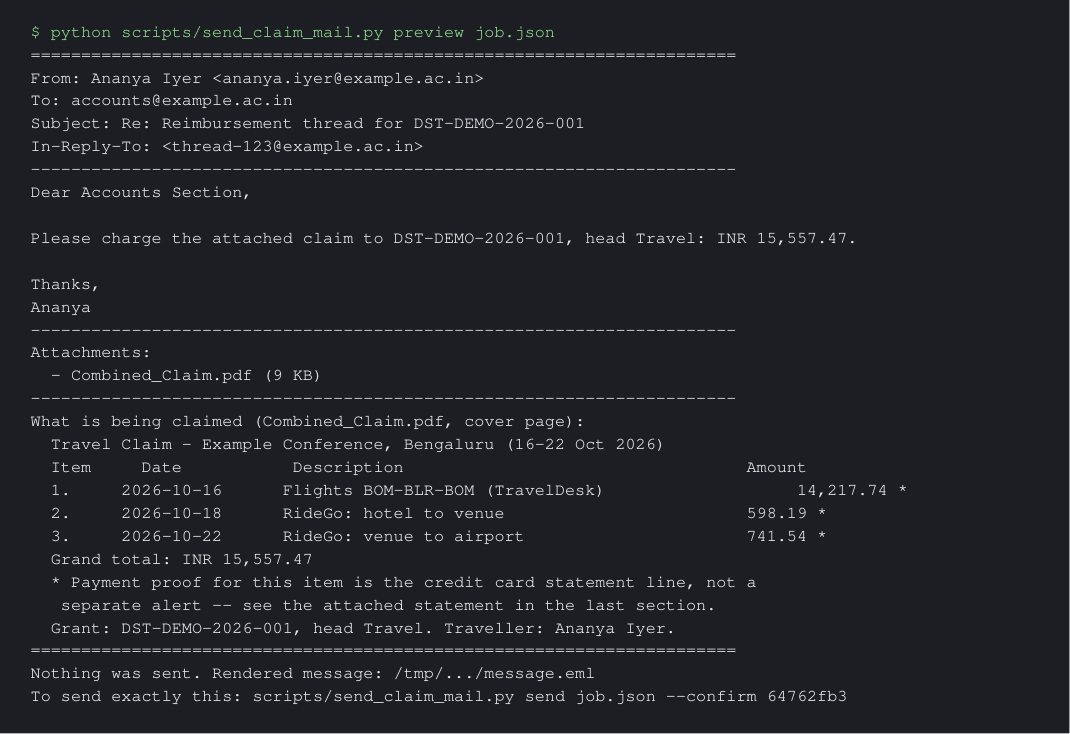 $ python scripts/send_claim_mail.py preview job.json
======================================================================
From: Ananya Iyer <ananya.iyer@example.ac.in>
To: accounts@example.ac.in
Subject: Re: Reimbursement thread for DST-DEMO-2026-001
In-Reply-To: <thread-123@example.ac.in>
----------------------------------------------------------------------
Dear Accounts Section,

Please charge the attached claim to DST-DEMO-2026-001, head Travel: INR 15,557.47.

Thanks,
Ananya
----------------------------------------------------------------------
Attachments:
  - Combined_Claim.pdf (9 KB)
----------------------------------------------------------------------
What is being claimed (Combined_Claim.pdf, cover page):
  Travel Claim - Example Conference, Bengaluru (16-22 Oct 2026)
  Item     Date           Description                                  Amount
  1.     2026-10-16      Flights BOM-BLR-BOM (TravelDesk)                   14,217.74 *
  2.     2026-10-18      RideGo: hotel to venue                        598.19 *
  3.     2026-10-22      RideGo: venue to airport                      741.54 *
  Grand total: INR 15,557.47
  * Payment proof for this item is the credit card statement line, not a
   separate alert -- see the attached statement in the last section.
  Grant: DST-DEMO-2026-001, head Travel. Traveller: Ananya Iyer.
======================================================================
Nothing was sent. Rendered message: /tmp/.../message.eml
To send exactly this: scripts/send_claim_mail.py send job.json --confirm 64762fb3